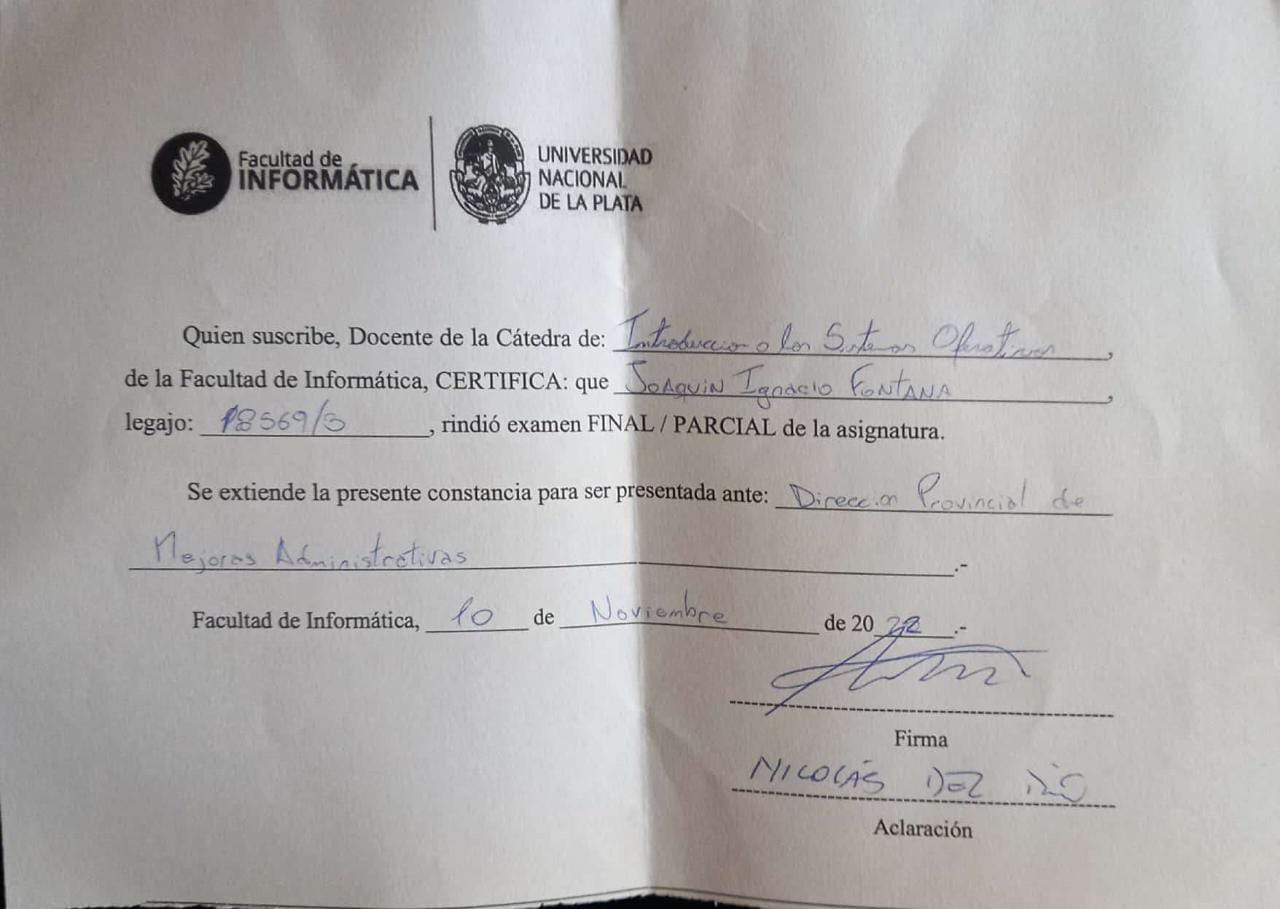 Facultad de
INFORMÁTICA
UNIVERSIDAD
NACIONAL
DE LA PLATA
Quien suscribe, Docente de la Cátedra de: Introduccion a los Sistemas Operativos,
de la Facultad de Informática, CERTIFICA: que Joaquin Ignacio Fontana,
legajo: 18569/3, rindió examen FINAL / PARCIAL de la asignatura.
Se extiende la presente constancia para ser presentada ante: Direccion Provincial de
Mejoras Administrativas.-
Facultad de Informática, 10 de Noviembre de 2022.-
Firma
NICOLÁS DEL RÍO
Aclaración